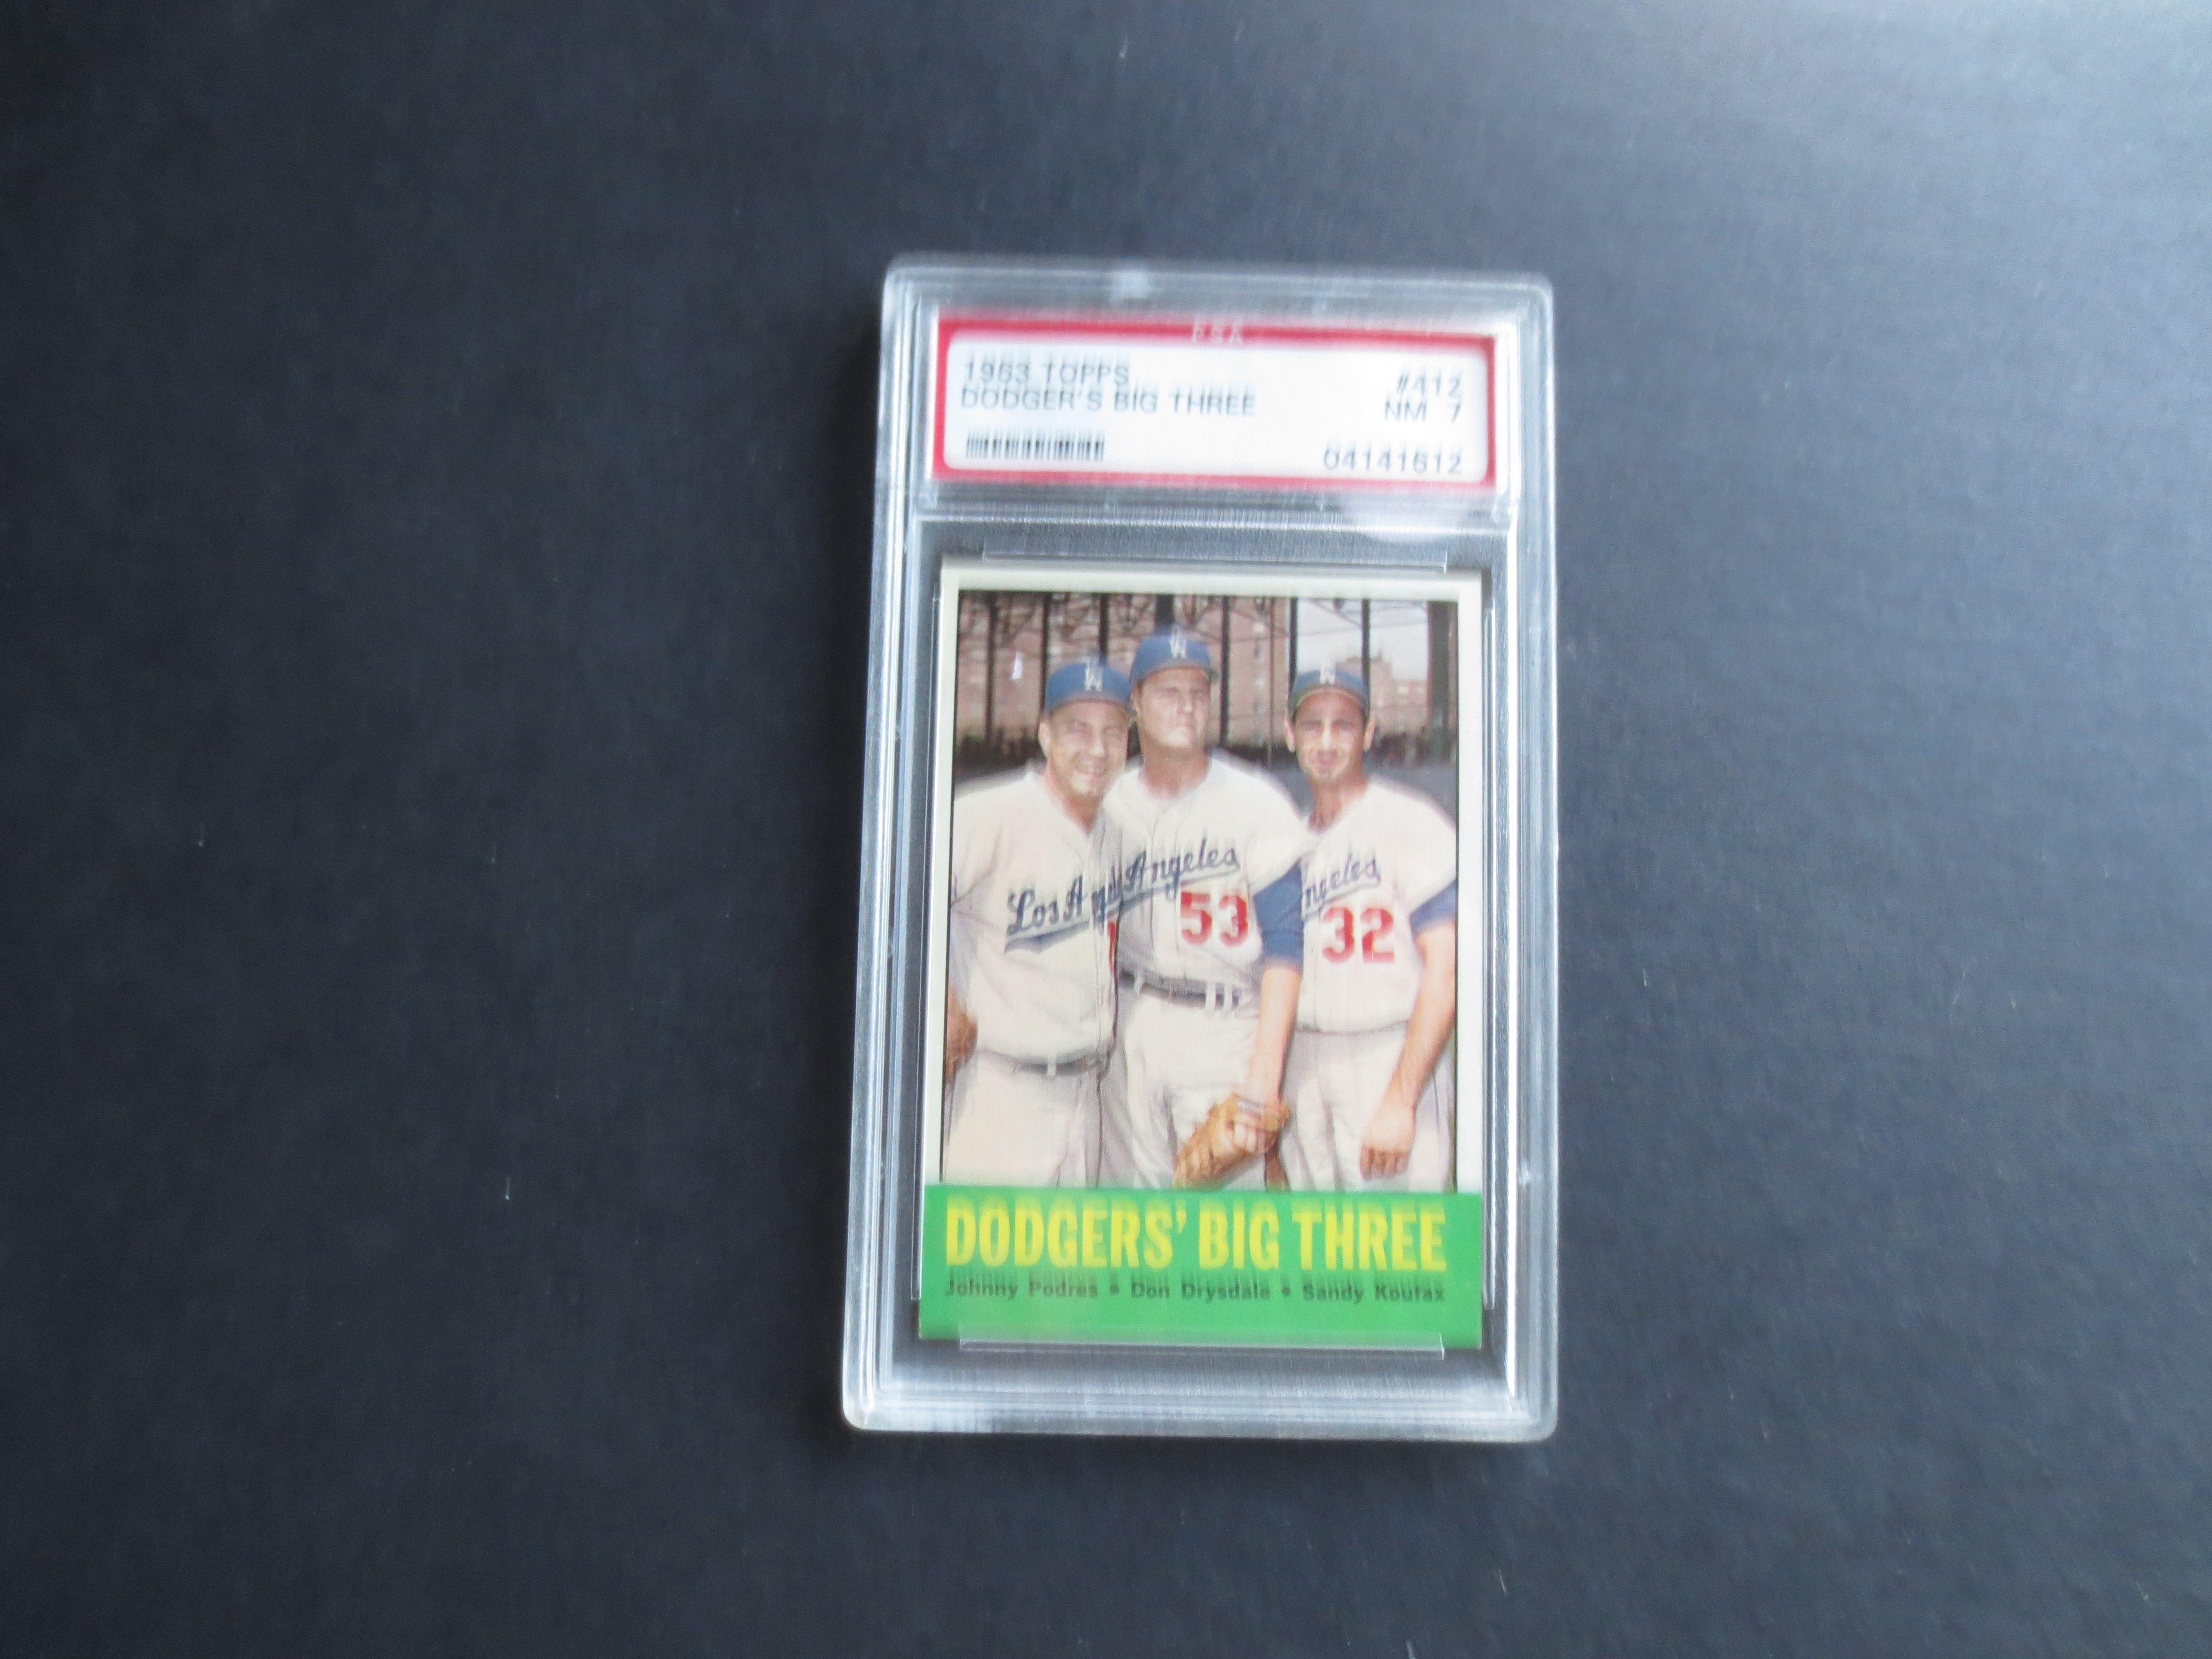 PSA
1963 TOPPS #412
DODGER'S BIG THREE NM 7
04141612
Los Angeles
Angeles
53
32
DODGERS' BIG THREE
Johnny Podres • Don Drysdale • Sandy Koufax